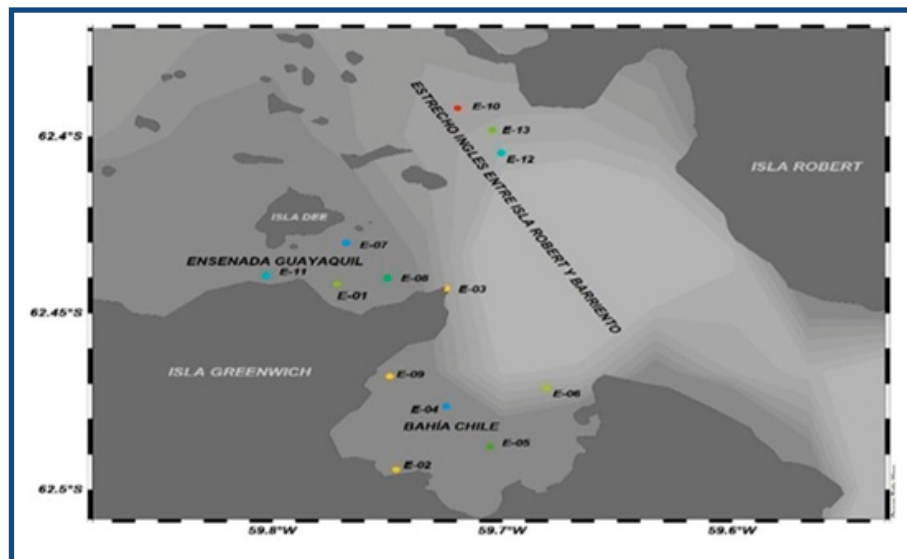 E-10
E-13
62.4°S
E-12
ESTRECHO INGLES ENTRE ISLA ROBERT Y BARRIENTO
ISLA ROBERT
ISLA DEE
E-07
ENSENADA GUAYAQUIL
E-11
E-08
E-01
E-03
62.45°S
ISLA GREENWICH
E-09
E-06
E-04
BAHÍA CHILE
E-05
E-02
62.5°S
59.8°W
59.7°W
59.6°W